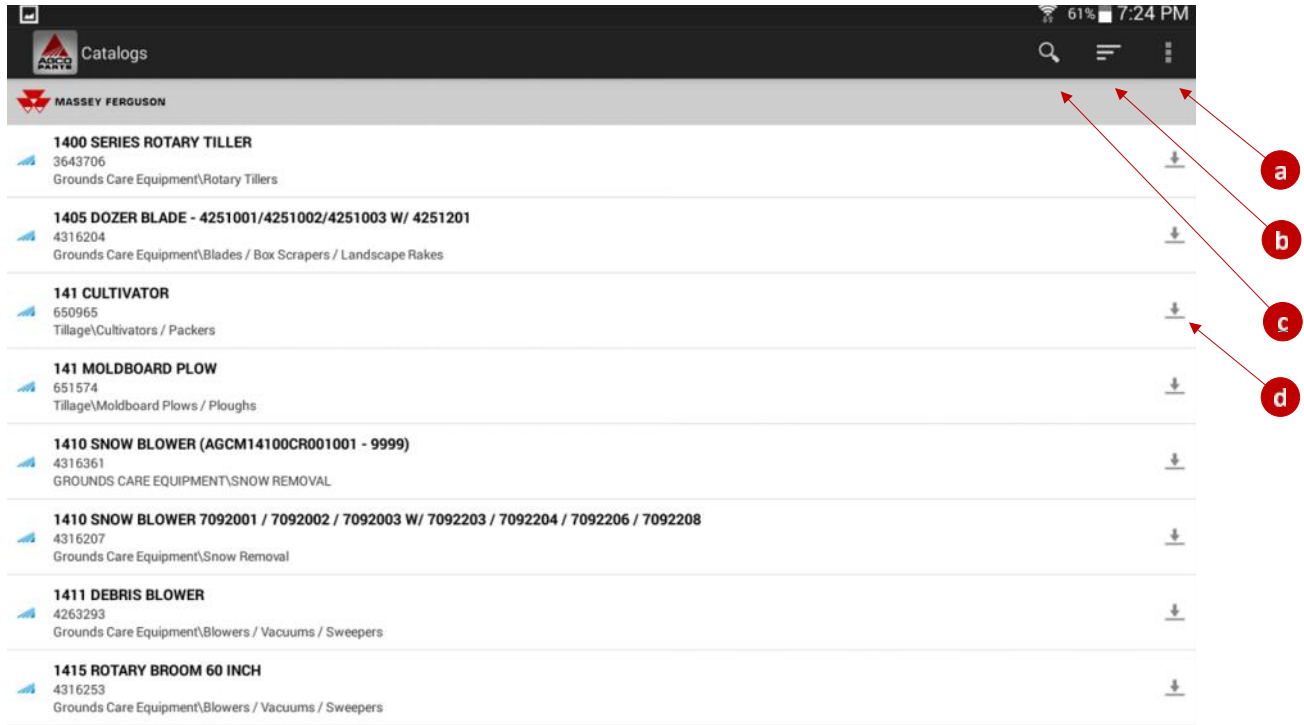 61% 7:24 PM
AGCO PARTS Catalogs
MASSEY FERGUSON
1400 SERIES ROTARY TILLER
3643706
Grounds Care Equipment\Rotary Tillers
a
1405 DOZER BLADE - 4251001/4251002/4251003 W/ 4251201
4316204
Grounds Care Equipment\Blades / Box Scrapers / Landscape Rakes
b
141 CULTIVATOR
650965
Tillage\Cultivators / Packers
c
141 MOLDBOARD PLOW
651574
Tillage\Moldboard Plows / Ploughs
d
1410 SNOW BLOWER (AGCM14100CR001001 - 9999)
4316361
GROUNDS CARE EQUIPMENT\SNOW REMOVAL
1410 SNOW BLOWER 7092001 / 7092002 / 7092003 W/ 7092203 / 7092204 / 7092206 / 7092208
4316207
Grounds Care Equipment\Snow Removal
1411 DEBRIS BLOWER
4263293
Grounds Care Equipment\Blowers / Vacuums / Sweepers
1415 ROTARY BROOM 60 INCH
4316253
Grounds Care Equipment\Blowers / Vacuums / Sweepers